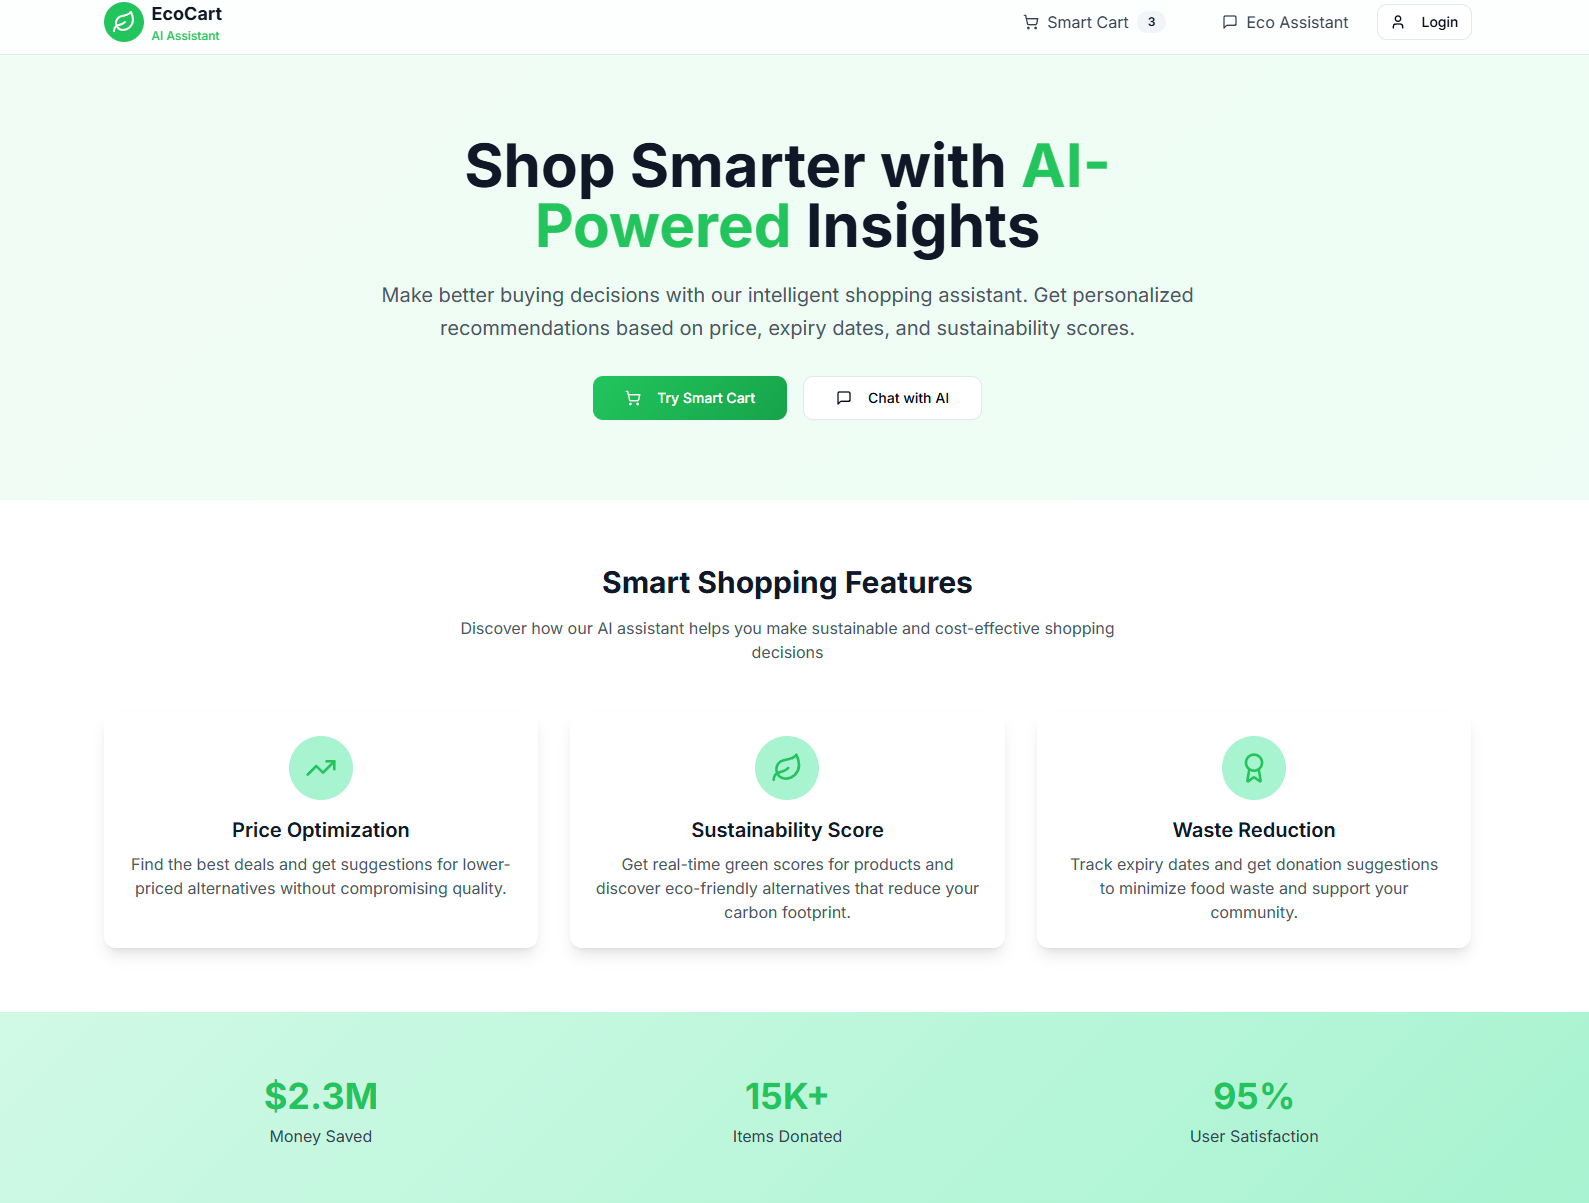 EcoCart
AI Assistant
Smart Cart 3
Eco Assistant
Login
Shop Smarter with AI-
Powered Insights
Make better buying decisions with our intelligent shopping assistant. Get personalized
recommendations based on price, expiry dates, and sustainability scores.
Try Smart Cart
Chat with AI
Smart Shopping Features
Discover how our AI assistant helps you make sustainable and cost-effective shopping
decisions
Price Optimization
Find the best deals and get suggestions for lower-
priced alternatives without compromising quality.
Sustainability Score
Get real-time green scores for products and
discover eco-friendly alternatives that reduce your
carbon footprint.
Waste Reduction
Track expiry dates and get donation suggestions
to minimize food waste and support your
community.
$2.3M
Money Saved
15K+
Items Donated
95%
User Satisfaction